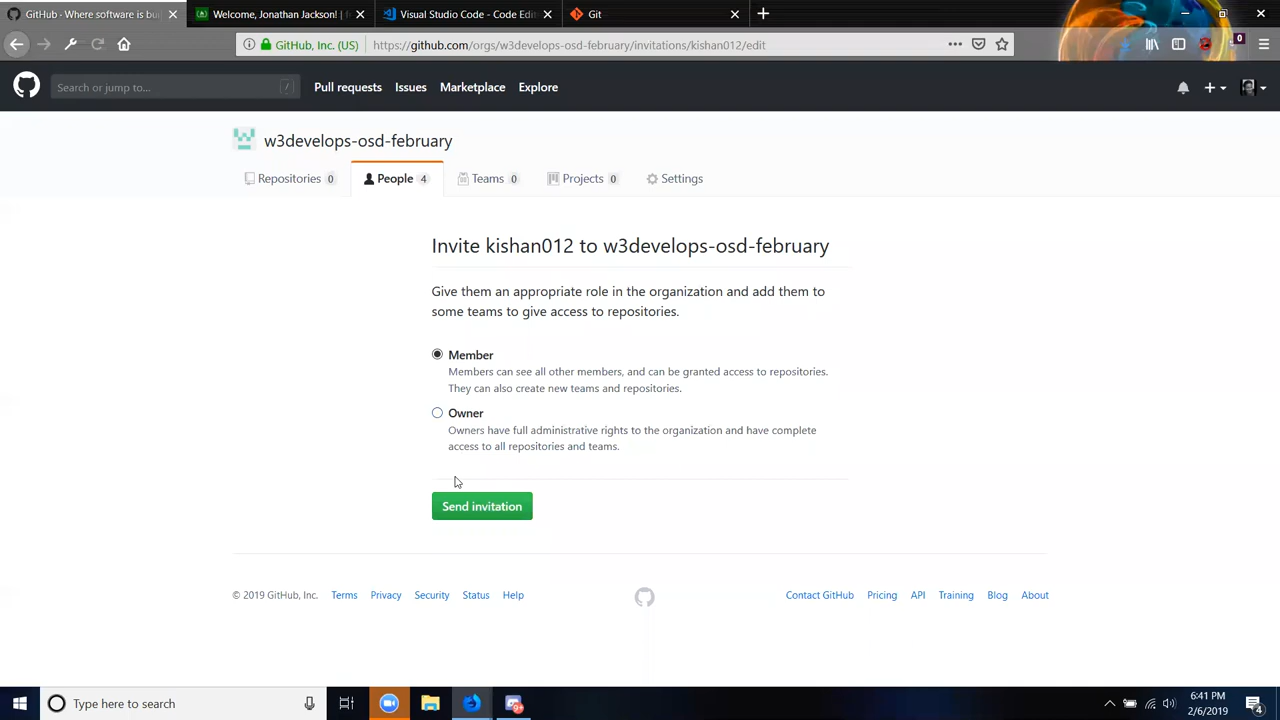 GitHub - Where software is bu
Welcome, Jonathan Jackson! | f
Visual Studio Code - Code Edit
Git
GitHub, Inc. (US)
https://github.com/orgs/w3develops-osd-february/invitations/kishan012/edit
0
Search or jump to...
/
Pull requests
Issues
Marketplace
Explore
w3develops-osd-february
Repositories 0
People 4
Teams 0
Projects 0
Settings
Invite kishan012 to w3develops-osd-february
Give them an appropriate role in the organization and add them to
some teams to give access to repositories.
Member
Members can see all other members, and can be granted access to repositories.
They can also create new teams and repositories.
Owner
Owners have full administrative rights to the organization and have complete
access to all repositories and teams.
Send invitation
© 2019 GitHub, Inc.
Terms
Privacy
Security
Status
Help
Contact GitHub
Pricing
API
Training
Blog
About
Type here to search
6:41 PM
2/6/2019
4